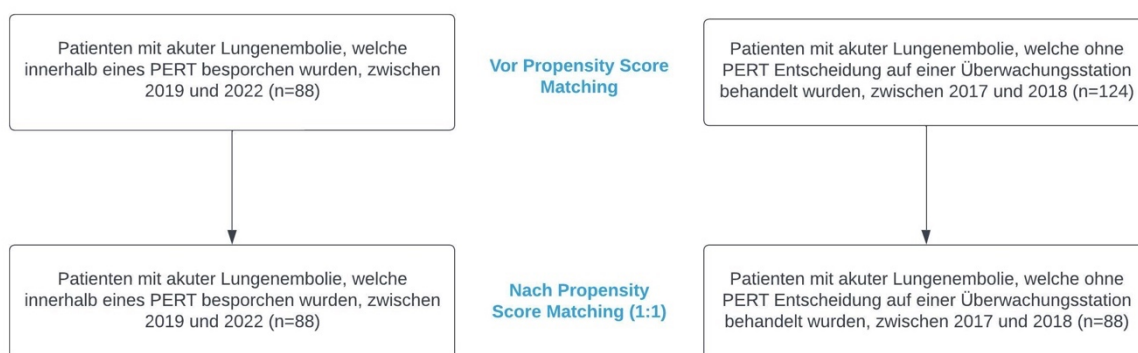 Patienten mit akuter Lungenembolie, welche
innerhalb eines PERT besporchen wurden, zwischen
2019 und 2022 (n=88)
Vor Propensity Score
Matching
Patienten mit akuter Lungenembolie, welche ohne
PERT Entscheidung auf einer Überwachungsstation
behandelt wurden, zwischen 2017 und 2018 (n=124)
Patienten mit akuter Lungenembolie, welche
innerhalb eines PERT besporchen wurden, zwischen
2019 und 2022 (n=88)
Nach Propensity
Score Matching (1:1)
Patienten mit akuter Lungenembolie, welche ohne
PERT Entscheidung auf einer Überwachungsstation
behandelt wurden, zwischen 2017 und 2018 (n=88)